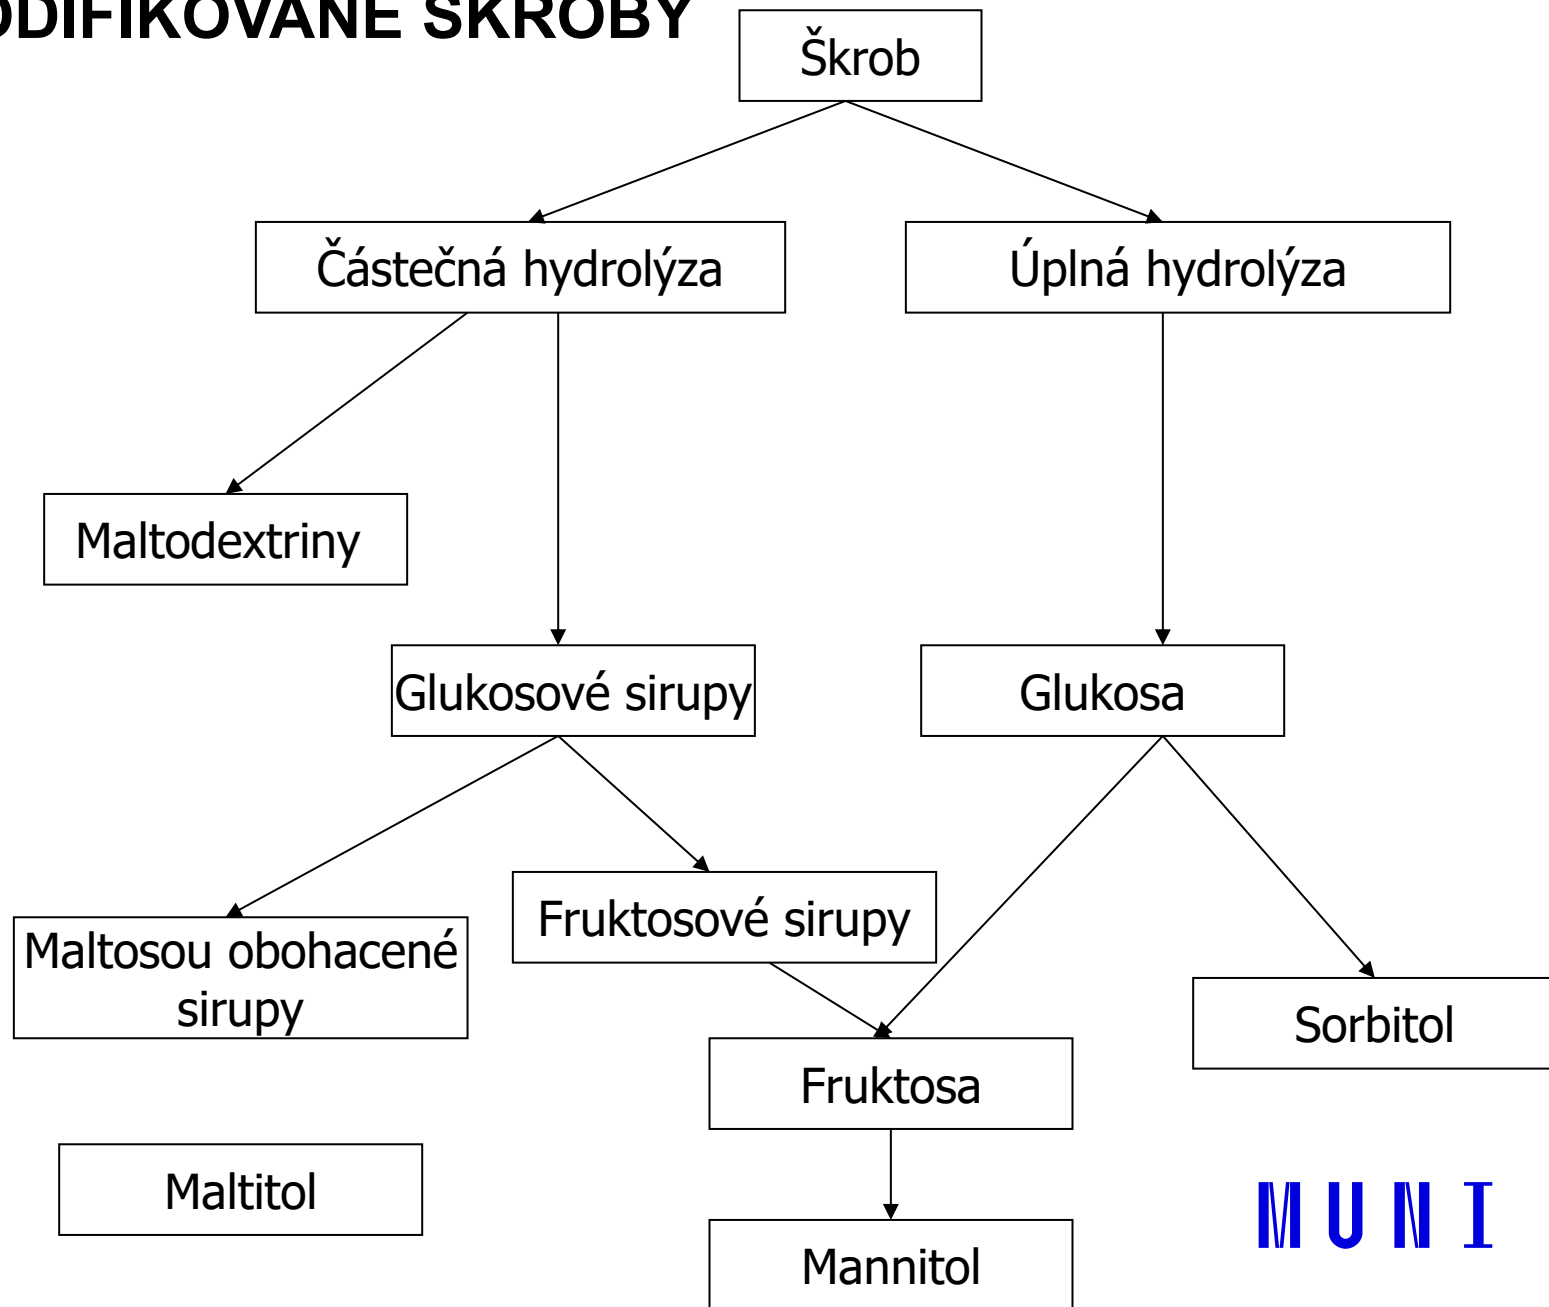 ODIFIKOVANÉ ŠKROBY
Škrob
Částečná hydrolýza
Úplná hydrolýza
Maltodextriny
Glukosové sirupy
Glukosa
Fruktosové sirupy
Maltosou obohacené
sirupy
Sorbitol
Fruktosa
Maltitol
Mannitol
MUNI